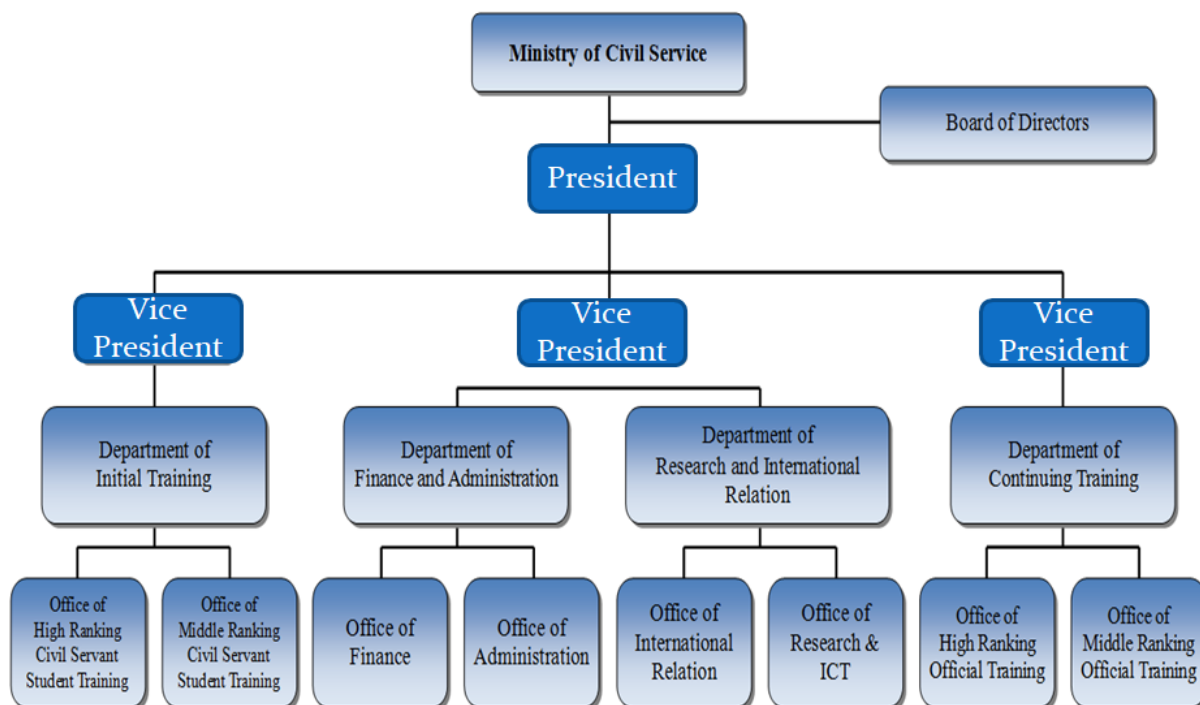 Ministry of Civil Service
Board of Directors
President
Vice
President
Vice
President
Vice
President
Department of
Initial Training
Department of
Finance and Administration
Department of
Research and International
Relation
Department of
Continuing Training
Office of
High Ranking
Civil Servant
Student Training
Office of
Middle Ranking
Civil Servant
Student Training
Office of
Finance
Office of
Administration
Office of
International
Relation
Office of
Research &
ICT
Office of
High Ranking
Official Training
Office of
Middle Ranking
Official Training